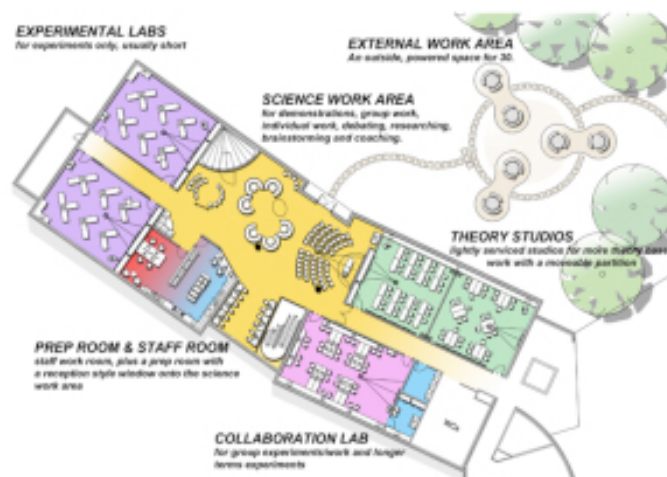 EXPERIMENTAL LABS
for experiments only, usually short
EXTERNAL WORK AREA
An outside, powered space for 30.
SCIENCE WORK AREA
for demonstrations, group work,
individual work, debating, researching,
brainstorming and coaching.
THEORY STUDIOS
lightly serviced studios for more theory
work with a moveable partition
PREP ROOM & STAFF ROOM
staff work room, plus a prep room with
a reception style window onto the science
work area
COLLABORATION LAB
for group experiments/work and longer
terms experiments